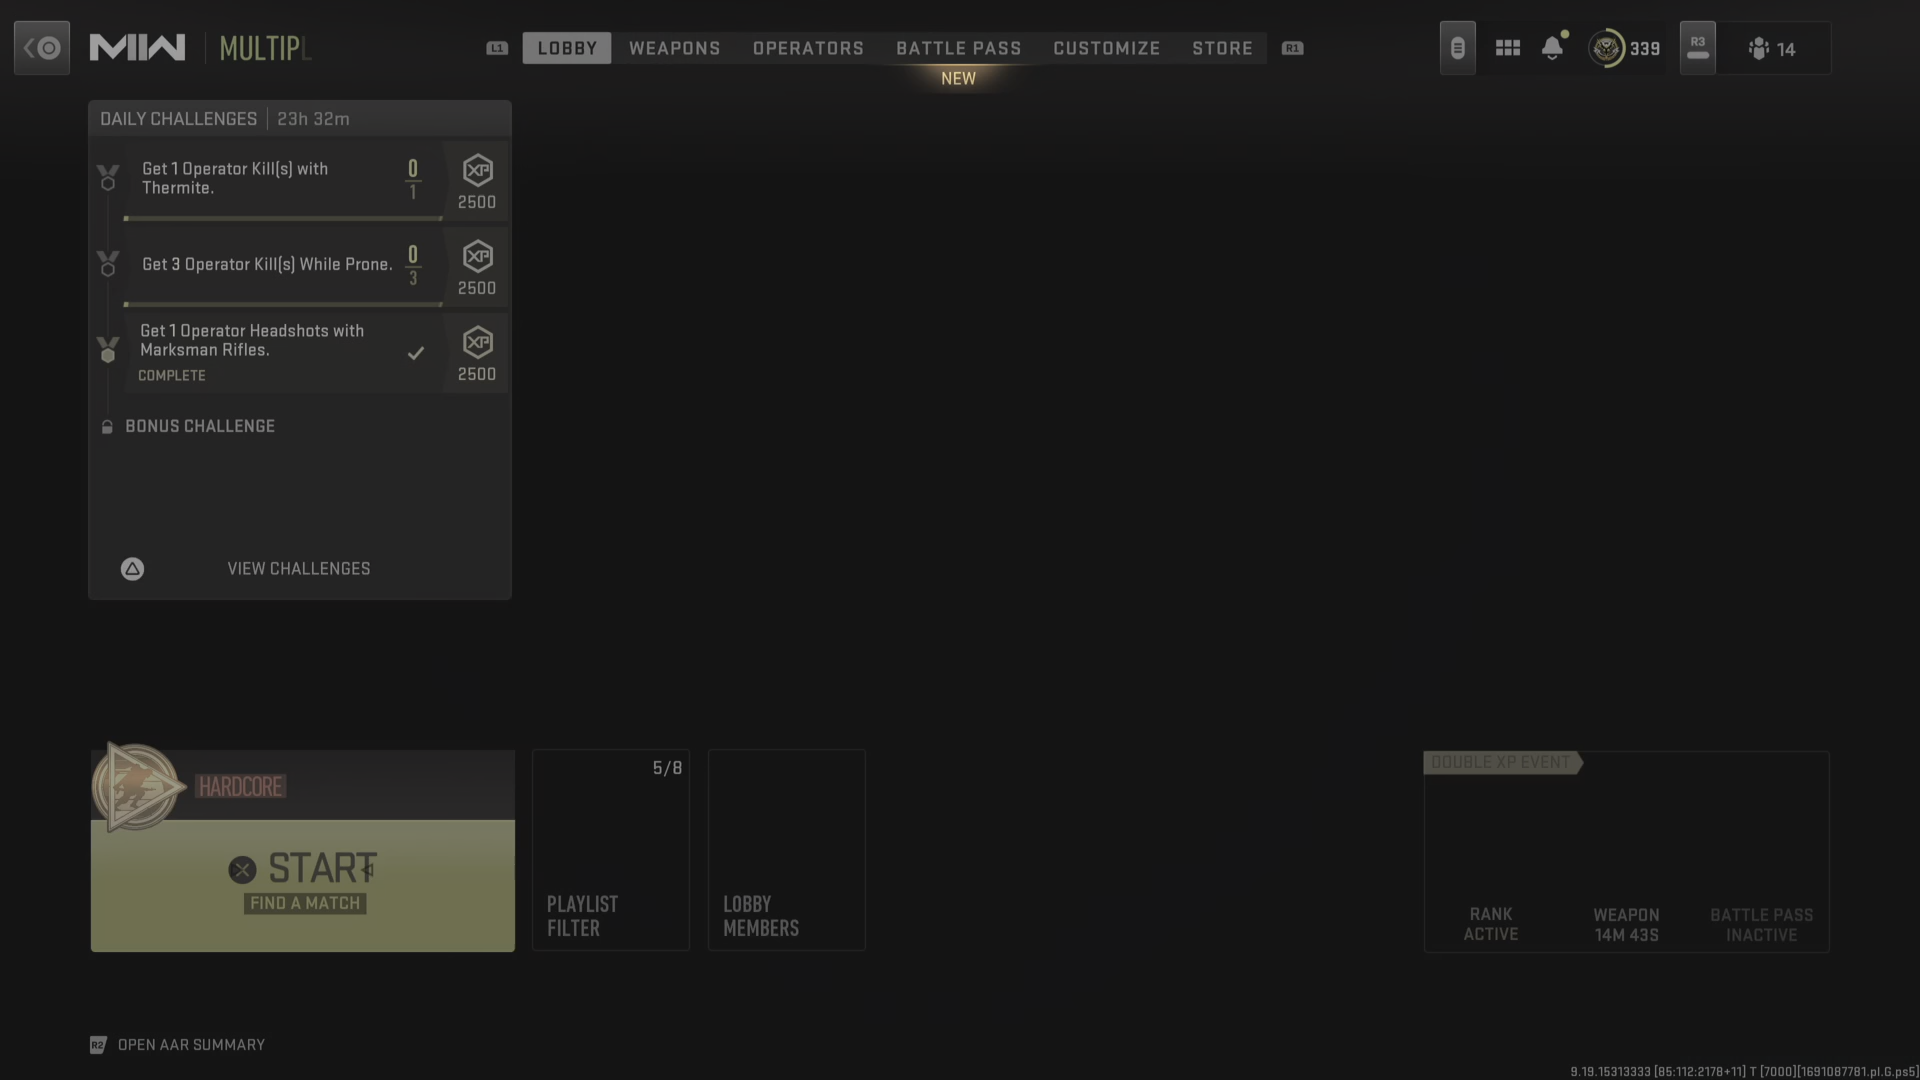 MW MULTIPL
L1 LOBBY WEAPONS OPERATORS BATTLE PASS CUSTOMIZE STORE R1
NEW
339
R3
14
DAILY CHALLENGES 23h 32m
Get 1 Operator Kill(s) with
Thermite.
0
1
XP
2500
Get 3 Operator Kill(s) While Prone.
0
3
XP
2500
Get 1 Operator Headshots with
Marksman Rifles.
COMPLETE
XP
2500
BONUS CHALLENGE
VIEW CHALLENGES
HARDCORE
START
FIND A MATCH
5/8
PLAYLIST
FILTER
LOBBY
MEMBERS
DOUBLE XP EVENT
RANK
ACTIVE
WEAPON
14M 43S
BATTLE PASS
INACTIVE
R2 OPEN AAR SUMMARY
9.19.15313333 [85:112:2178+11] T [7000][1691087781.pl.G.ps5]